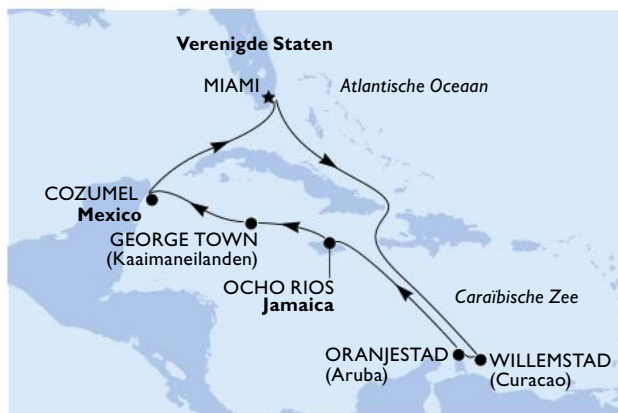 Verenigde Staten
MIAMI
Atlantische Oceaan
COZUMEL
Mexico
GEORGE TOWN
(Kaaimaneilanden)
OCHO RIOS
Jamaica
Caraïbische Zee
ORANJESTAD
(Aruba)
WILLEMSTAD
(Curacao)